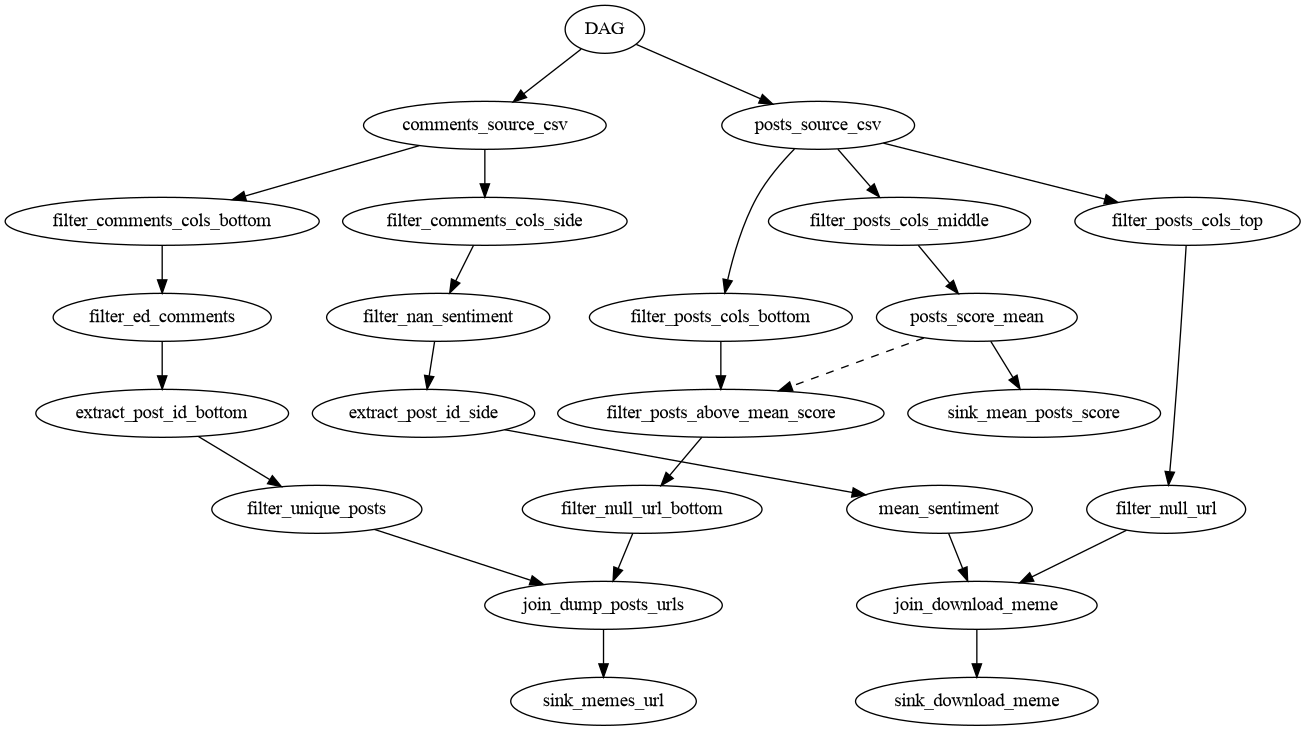 DAG
comments_source_csv
posts_source_csv
filter_comments_cols_bottom
filter_comments_cols_side
filter_posts_cols_middle
filter_posts_cols_top
filter_ed_comments
filter_nan_sentiment
filter_posts_cols_bottom
posts_score_mean
extract_post_id_bottom
extract_post_id_side
filter_posts_above_mean_score
sink_mean_posts_score
filter_unique_posts
filter_null_url_bottom
mean_sentiment
filter_null_url
join_dump_posts_urls
join_download_meme
sink_memes_url
sink_download_meme